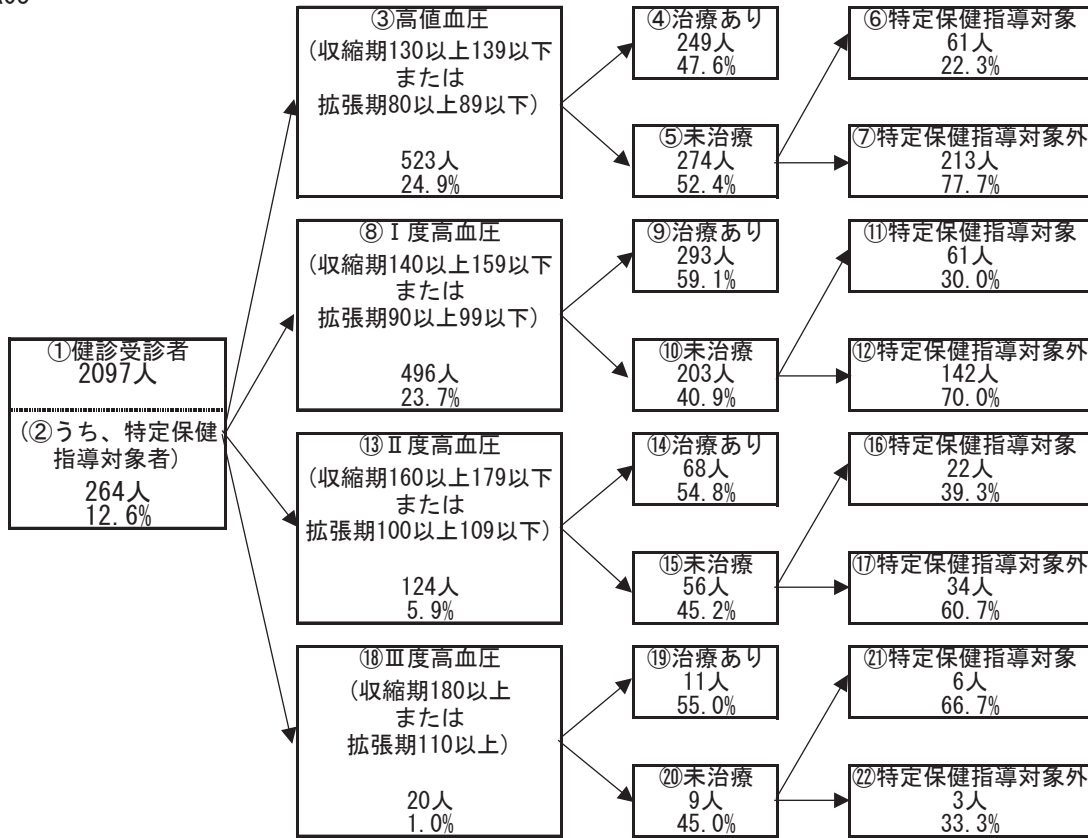 ①健診受診者
2097人
(②うち、特定保健
指導対象者)
264人
12.6%
③高値血圧
(収縮期130以上139以下
または
拡張期80以上89以下)
523人
24.9%
④治療あり
249人
47.6%
⑤未治療
274人
52.4%
⑥特定保健指導対象
61人
22.3%
⑦特定保健指導対象外
213人
77.7%
⑧Ⅰ度高血圧
(収縮期140以上159以下
または
拡張期90以上99以下)
496人
23.7%
⑨治療あり
293人
59.1%
⑩未治療
203人
40.9%
⑪特定保健指導対象
61人
30.0%
⑫特定保健指導対象外
142人
70.0%
⑬Ⅱ度高血圧
(収縮期160以上179以下
または
拡張期100以上109以下)
124人
5.9%
⑭治療あり
68人
54.8%
⑮未治療
56人
45.2%
⑯特定保健指導対象
22人
39.3%
⑰特定保健指導対象外
34人
60.7%
⑱Ⅲ度高血圧
(収縮期180以上
または
拡張期110以上)
20人
1.0%
⑲治療あり
11人
55.0%
⑳未治療
9人
45.0%
㉑特定保健指導対象
6人
66.7%
㉒特定保健指導対象外
3人
33.3%